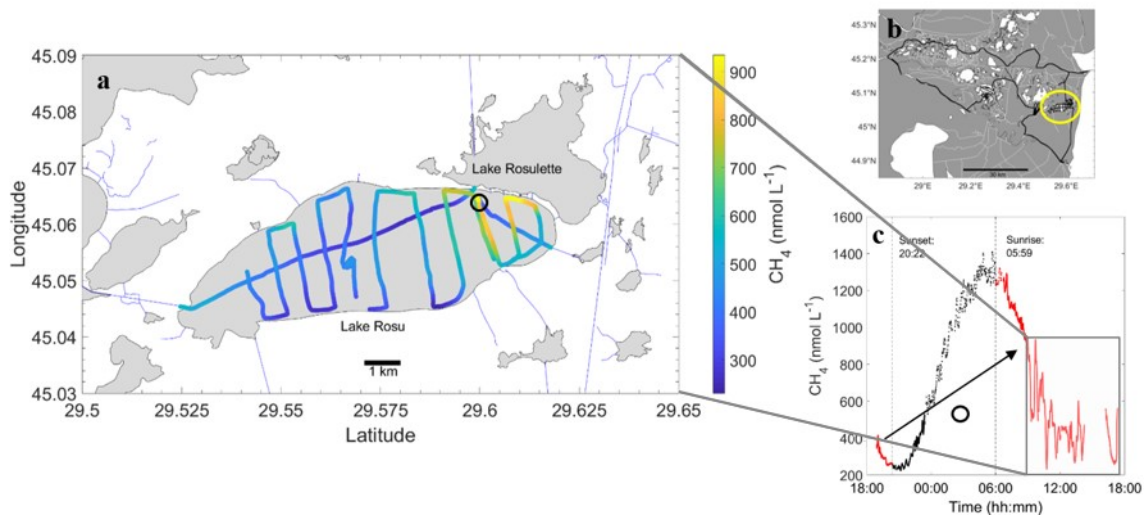 a
45.09
45.08
45.07
45.06
45.05
45.04
45.03
29.5
29.525
29.55
29.575
29.6
29.625
29.65
Longitude
Latitude
Lake Rosulette
Lake Rosu
1 km
900
800
700
600
500
400
300
CH4 (nmol L-1)
b
45.3°N
45.2°N
45.1°N
45°N
44.9°N
29°E
29.2°E
29.4°E
29.6°E
30 km
c
1600
1400
1200
1000
800
600
400
200
CH4 (nmol L-1)
Sunset:
20:22
Sunrise:
05:59
18:00
00:00
06:00
12:00
18:00
Time (hh:mm)